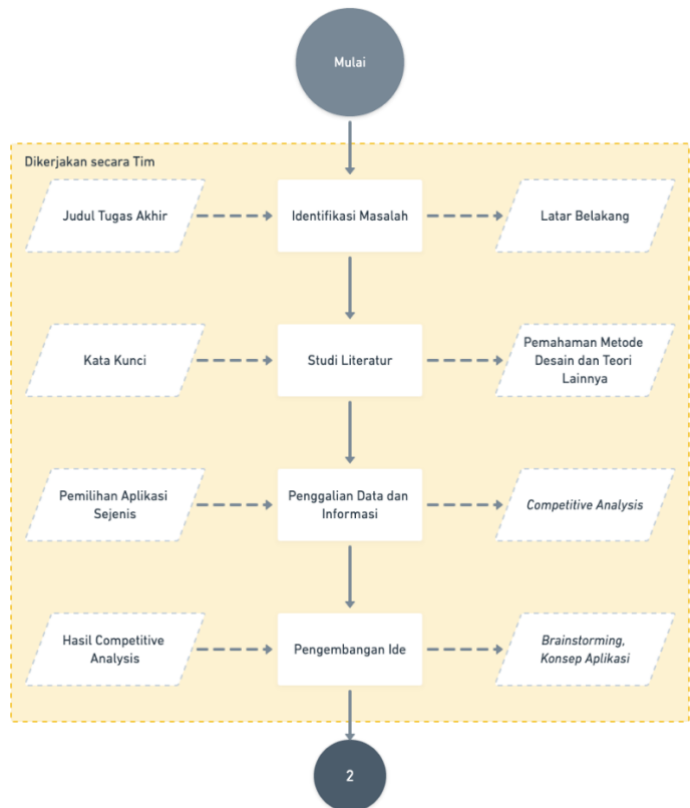 Mulai
Dikerjakan secara Tim
Judul Tugas Akhir
Identifikasi Masalah
Latar Belakang
Kata Kunci
Studi Literatur
Pemahaman Metode
Desain dan Teori
Lainnya
Pemilihan Aplikasi
Sejenis
Penggalian Data dan
Informasi
Competitive Analysis
Hasil Competitive
Analysis
Pengembangan Ide
Brainstorming,
Konsep Aplikasi
2